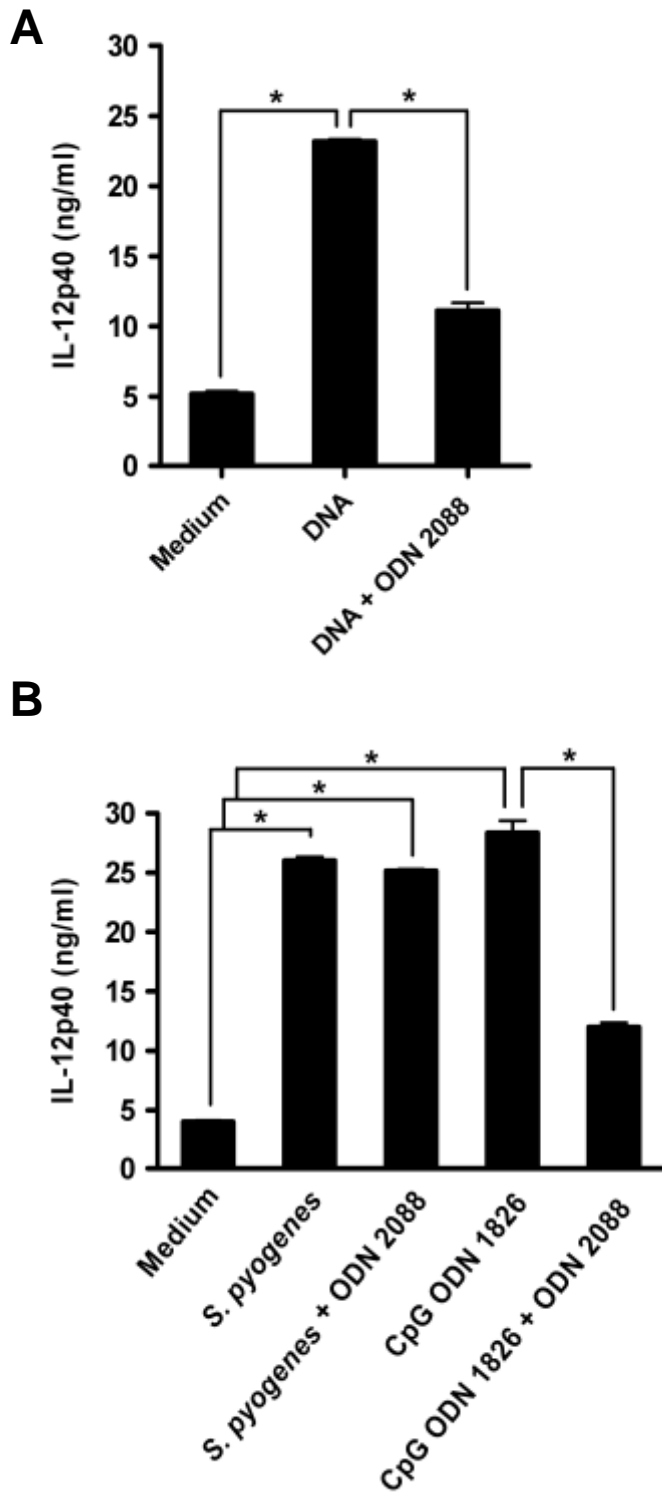 A
30
25
20
15
10
5
0
IL-12p40 (ng/ml)
* *
Medium
DNA
DNA + ODN 2088
B
* *
*
*
30
25
20
15
10
5
0
IL-12p40 (ng/ml)
Medium
S. pyogenes
S. pyogenes + ODN 2088
CpG ODN 1826
CpG ODN 1826 + ODN 2088